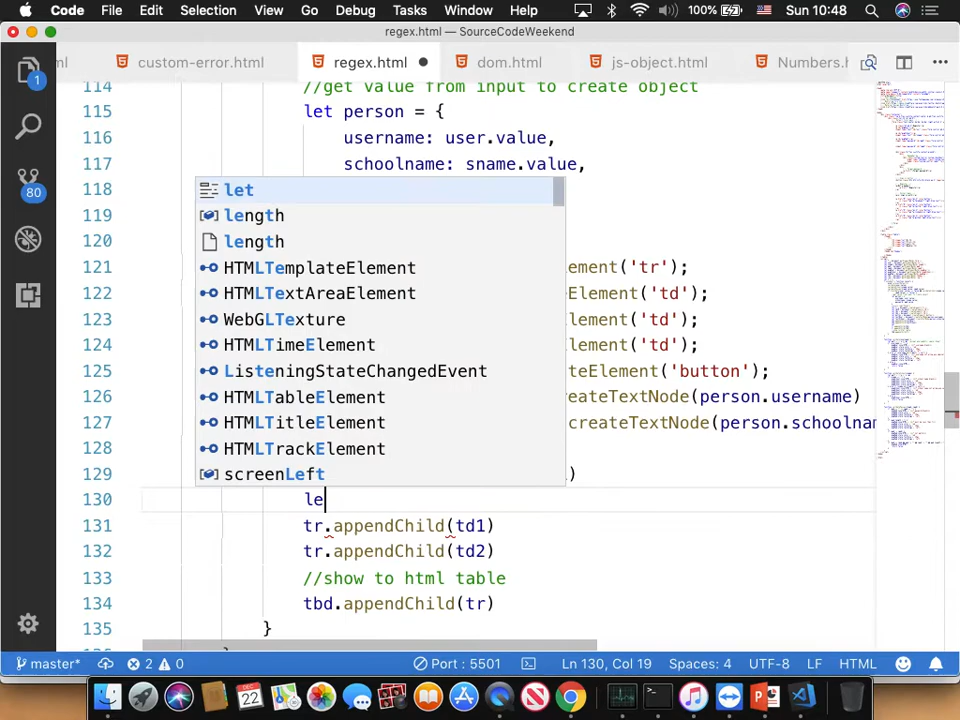 Code File Edit Selection View Go Debug Tasks Window Help 100% Sun 10:48
regex.html — SourceCodeWeekend
ml custom-error.html regex.html dom.html js-object.html Numbers.h
114 //get value from input to create object
115 let person = {
116 username: user.value,
117 schoolname: sname.value,
118 let
119 length
120 length
121 HTMLTemplateElement ement('tr');
122 HTMLTextAreaElement Element('td');
123 WebGLTexture lement('td');
124 HTMLTimeElement lement('td');
125 ListeningStateChangedEvent teElement('button');
126 HTMLTableElement reateTextNode(person.username)
127 HTMLTitleElement createTextNode(person.schoolnam
128 HTMLTrackElement
129 screenLeft )
130 le
131 tr.appendChild(td1)
132 tr.appendChild(td2)
133 //show to html table
134 tbd.appendChild(tr)
135 }
1
80
master* 2 0 Port : 5501 Ln 130, Col 19 Spaces: 4 UTF-8 LF HTML
DEC
22